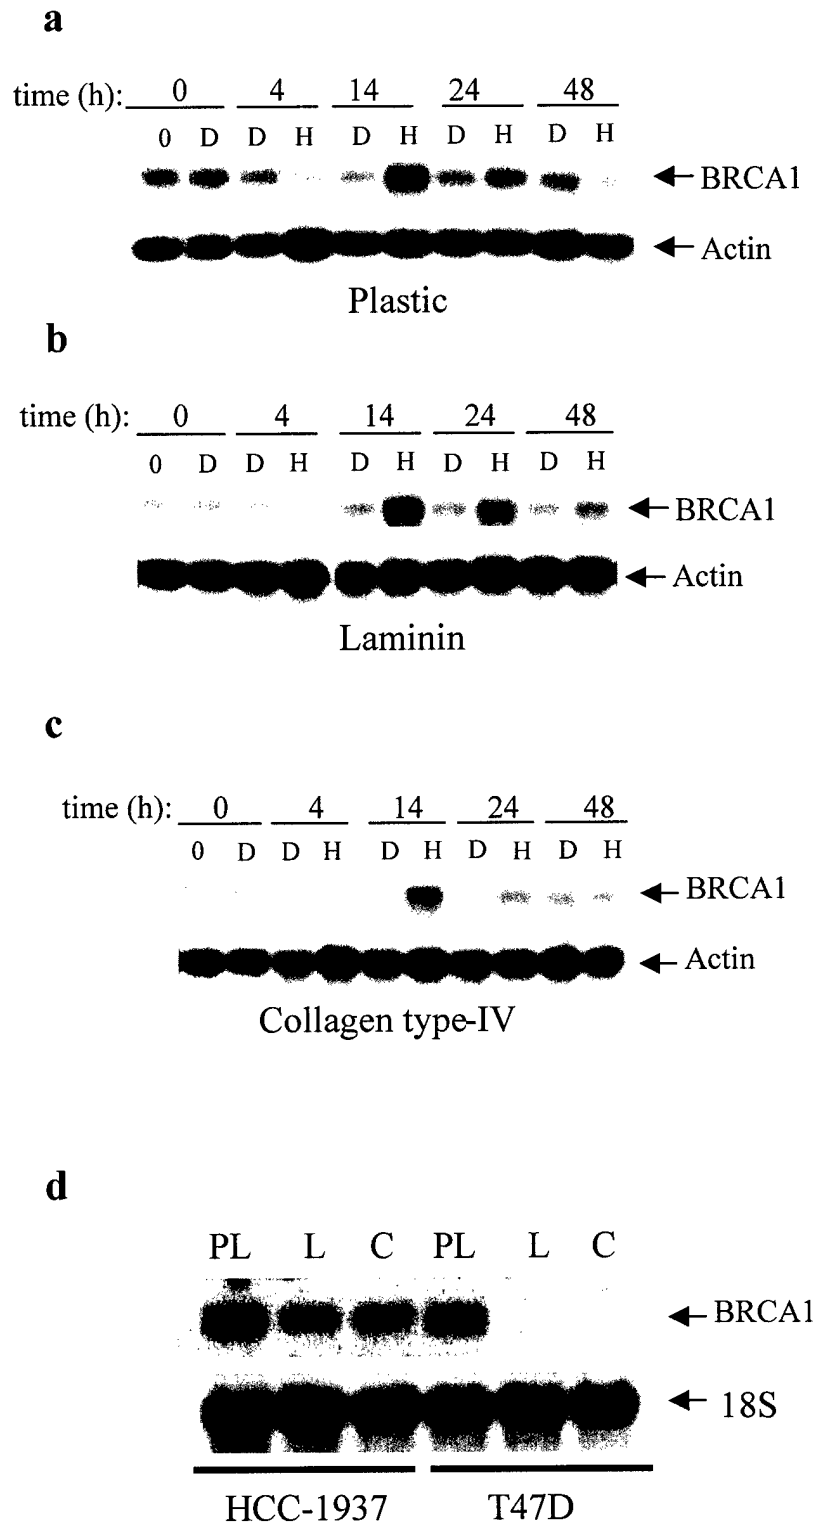 a
time (h): 0 4 14 24 48
0 D D H D H D H D H
BRCA1
Actin
Plastic
b
time (h): 0 4 14 24 48
0 D D H D H D H D H
BRCA1
Actin
Laminin
c
time (h): 0 4 14 24 48
0 D D H D H D H D H
BRCA1
Actin
Collagen type-IV
d
PL L C PL L C
BRCA1
18S
HCC-1937 T47D